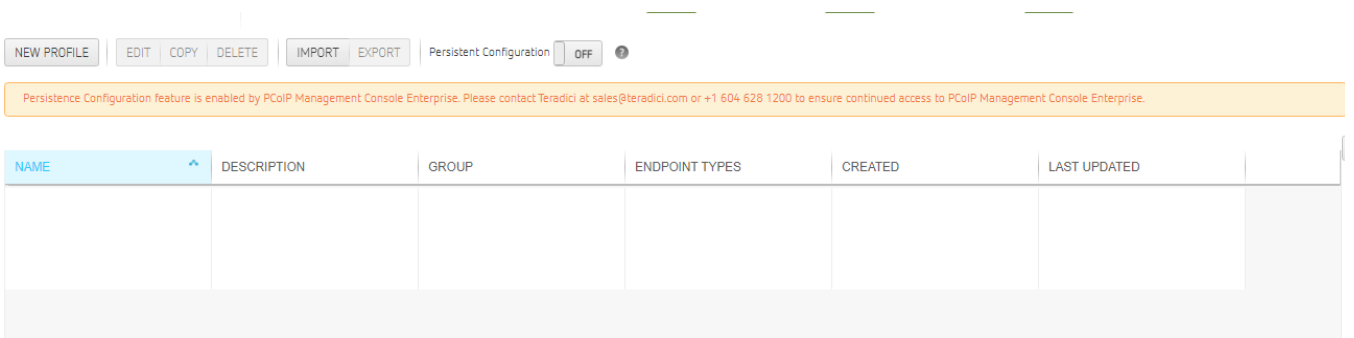 NEW PROFILE EDIT COPY DELETE IMPORT EXPORT Persistent Configuration OFF ?
Persistence Configuration feature is enabled by PCoIP Management Console Enterprise. Please contact Teradici at sales@teradici.com or +1 604 628 1200 to ensure continued access to PCoIP Management Console Enterprise.
NAME DESCRIPTION GROUP ENDPOINT TYPES CREATED LAST UPDATED